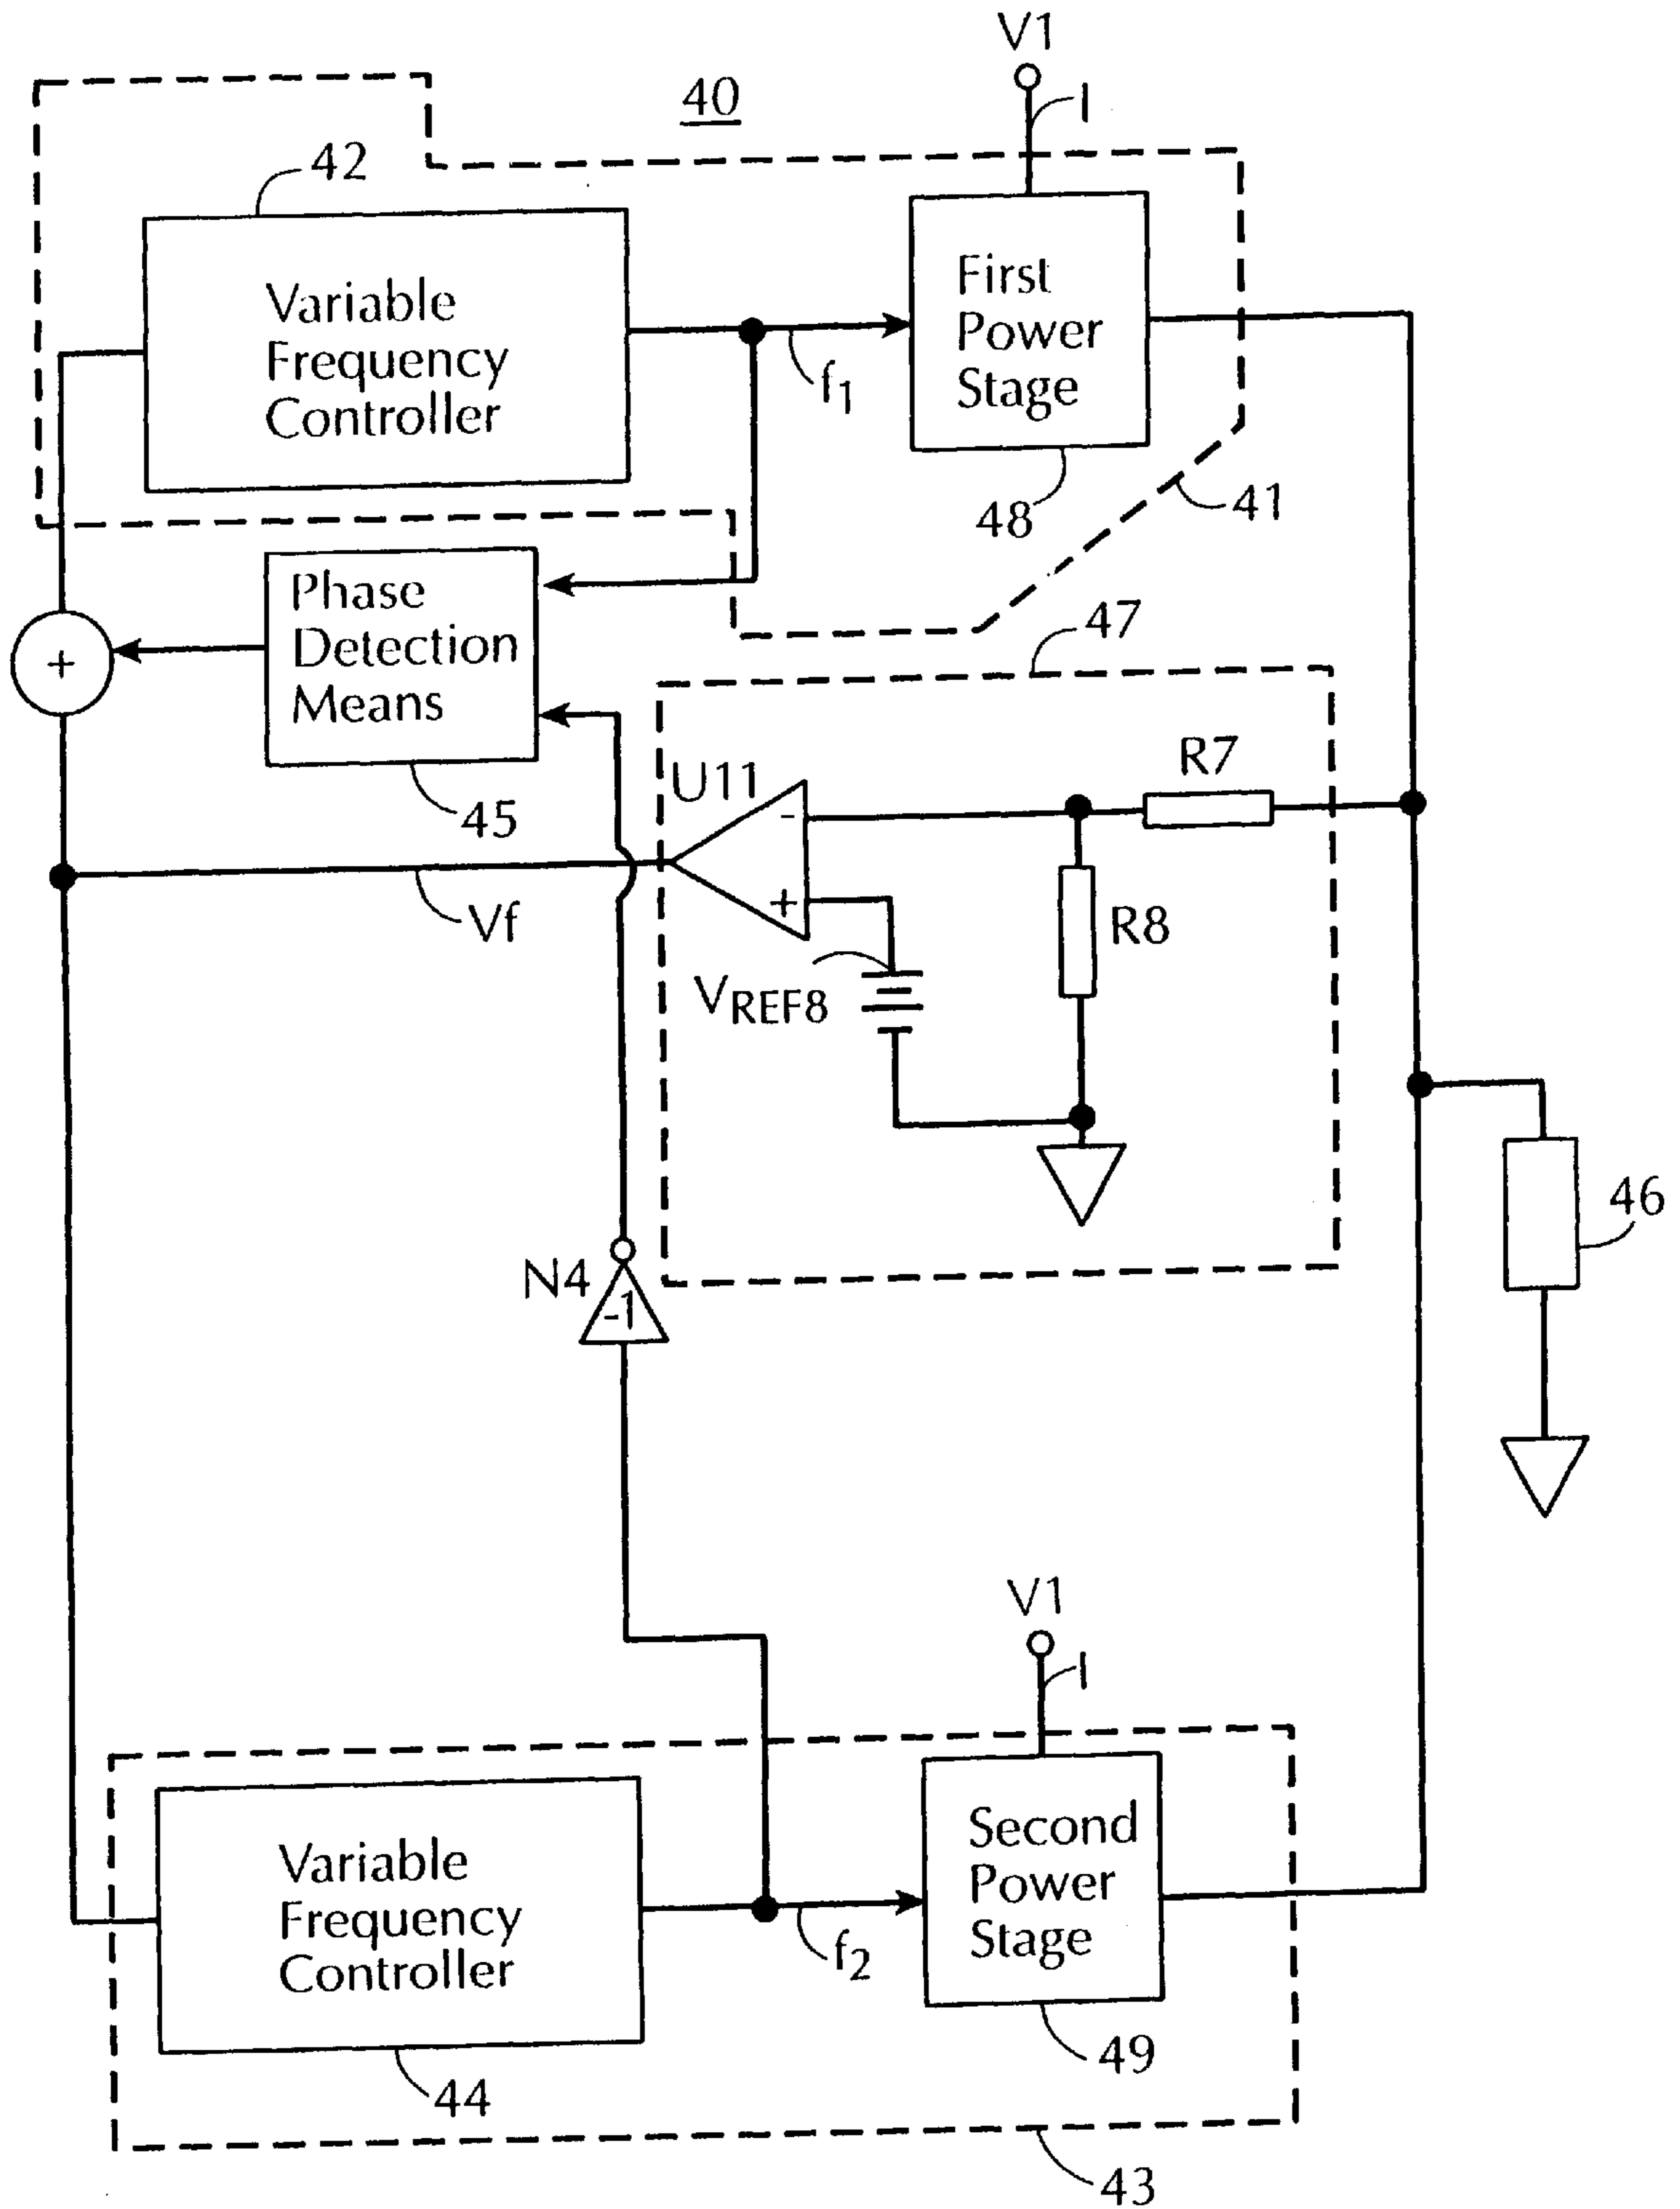 V1
I
40
42
Variable
Frequency
Controller
f1
First
Power
Stage
48
41
Phase
Detection
Means
45
+
47
U11
-
+
R7
R8
VREF8
Vf
46
N4
-1
V1
I
Variable
Frequency
Controller
44
f2
Second
Power
Stage
49
43